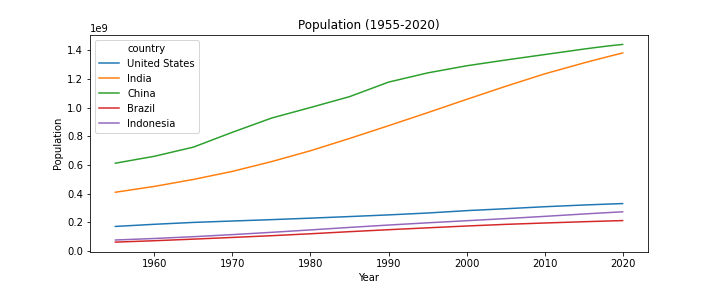 Population (1955-2020)
1e9
country
United States
India
China
Brazil
Indonesia
1.4
1.2
1.0
0.8
0.6
0.4
0.2
0.0
Population
1960 1970 1980 1990 2000 2010 2020
Year